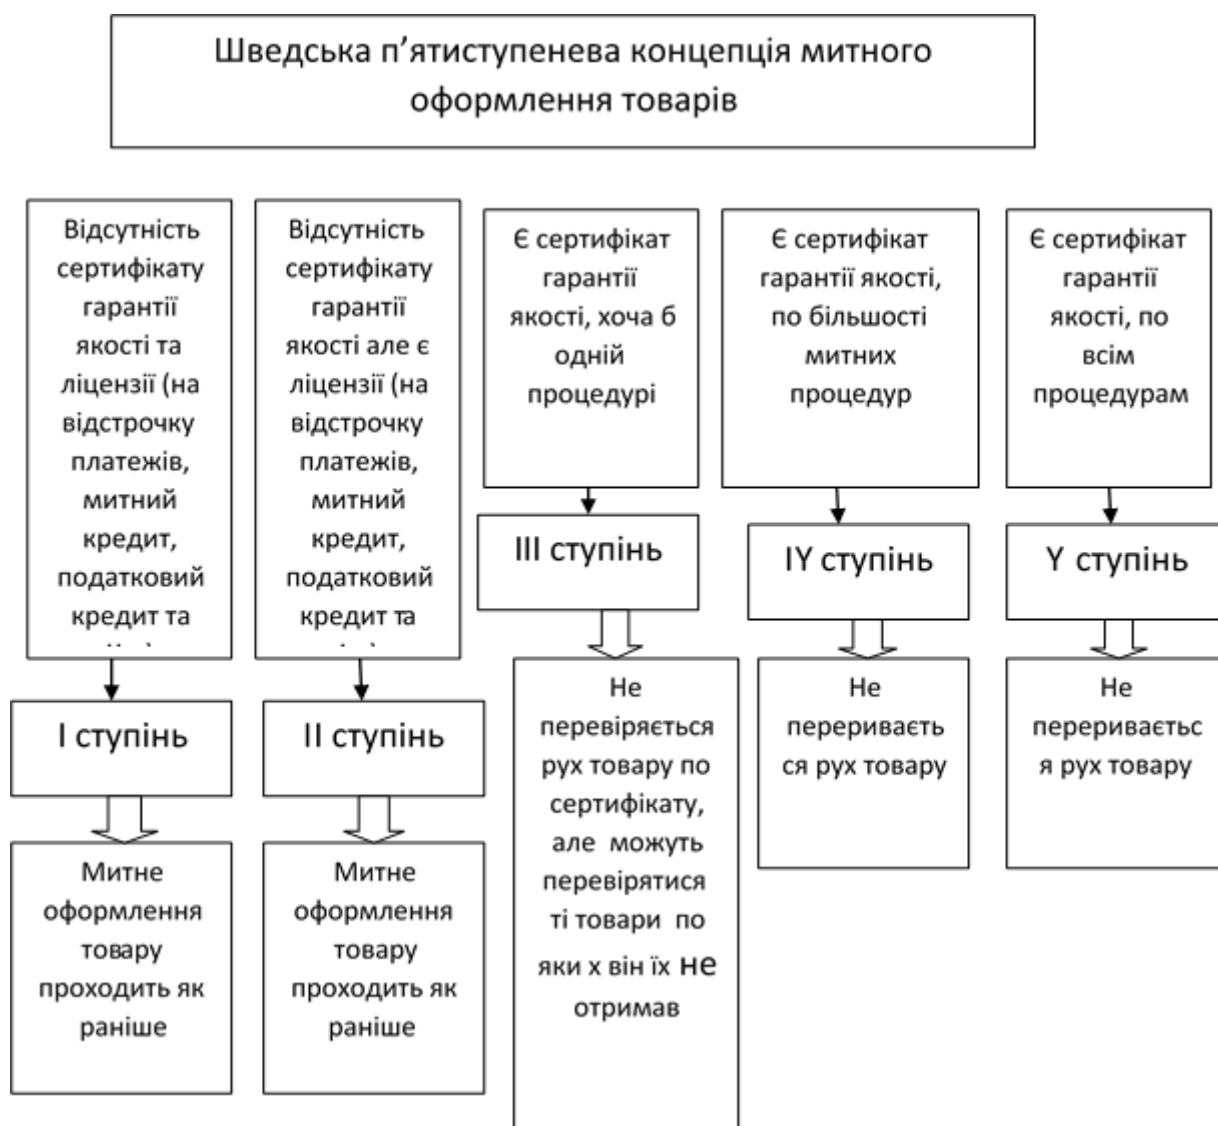 Шведська п’ятиступенева концепція митного
оформлення товарів
Відсутність
сертифікату
гарантії
якості та
ліцензії (на
відстрочку
платежів,
митний
кредит,
податковий
кредит та
I ступінь
Митне
оформлення
товару
проходить як
раніше
Відсутність
сертифікату
гарантії
якості але є
ліцензії (на
відстрочку
платежів,
митний
кредит,
податковий
кредит та
II ступінь
Митне
оформлення
товару
проходить як
раніше
Є сертифікат
гарантії
якості, хоча б
одній
процедурі
III ступінь
Не
перевіряється
рух товару по
сертифікату,
але можуть
перевірятися
ті товари по
яки х він їх не
отримав
Є сертифікат
гарантії якості,
по більшості
митних
процедур
IY ступінь
Не
перериваєть
ся рух товару
Є сертифікат
гарантії
якості, по
всім
процедурам
Y ступінь
Не
перериваєтьс
я рух товару